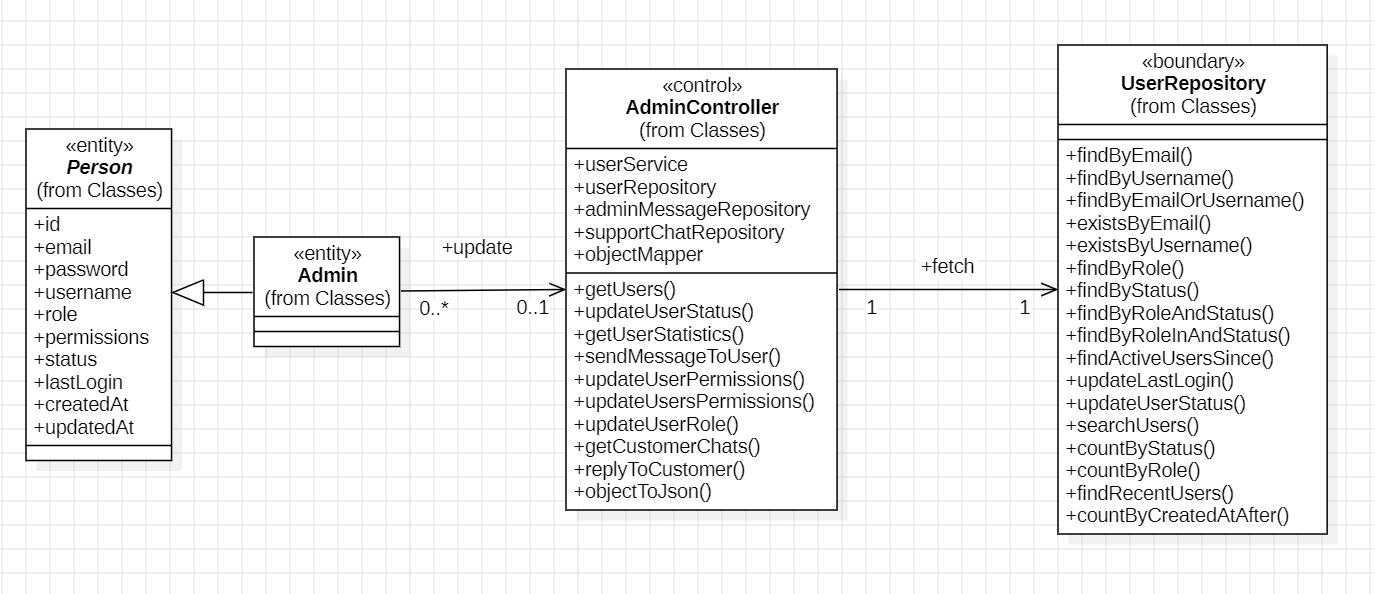 «entity»
Person
(from Classes)
+id
+email
+password
+username
+role
+permissions
+status
+lastLogin
+createdAt
+updatedAt
«entity»
Admin
(from Classes)
+update
0..*
0..1
«control»
AdminController
(from Classes)
+userService
+userRepository
+adminMessageRepository
+supportChatRepository
+objectMapper
+getUsers()
+updateUserStatus()
+getUserStatistics()
+sendMessageToUser()
+updateUserPermissions()
+updateUsersPermissions()
+updateUserRole()
+getCustomerChats()
+replyToCustomer()
+objectToJson()
+fetch
1
1
«boundary»
UserRepository
(from Classes)
+findByEmail()
+findByUsername()
+findByEmailOrUsername()
+existsByEmail()
+existsByUsername()
+findByRole()
+findByStatus()
+findByRoleAndStatus()
+findByRoleInAndStatus()
+findActiveUsersSince()
+updateLastLogin()
+updateUserStatus()
+searchUsers()
+countByStatus()
+countByRole()
+findRecentUsers()
+countByCreatedAtAfter()